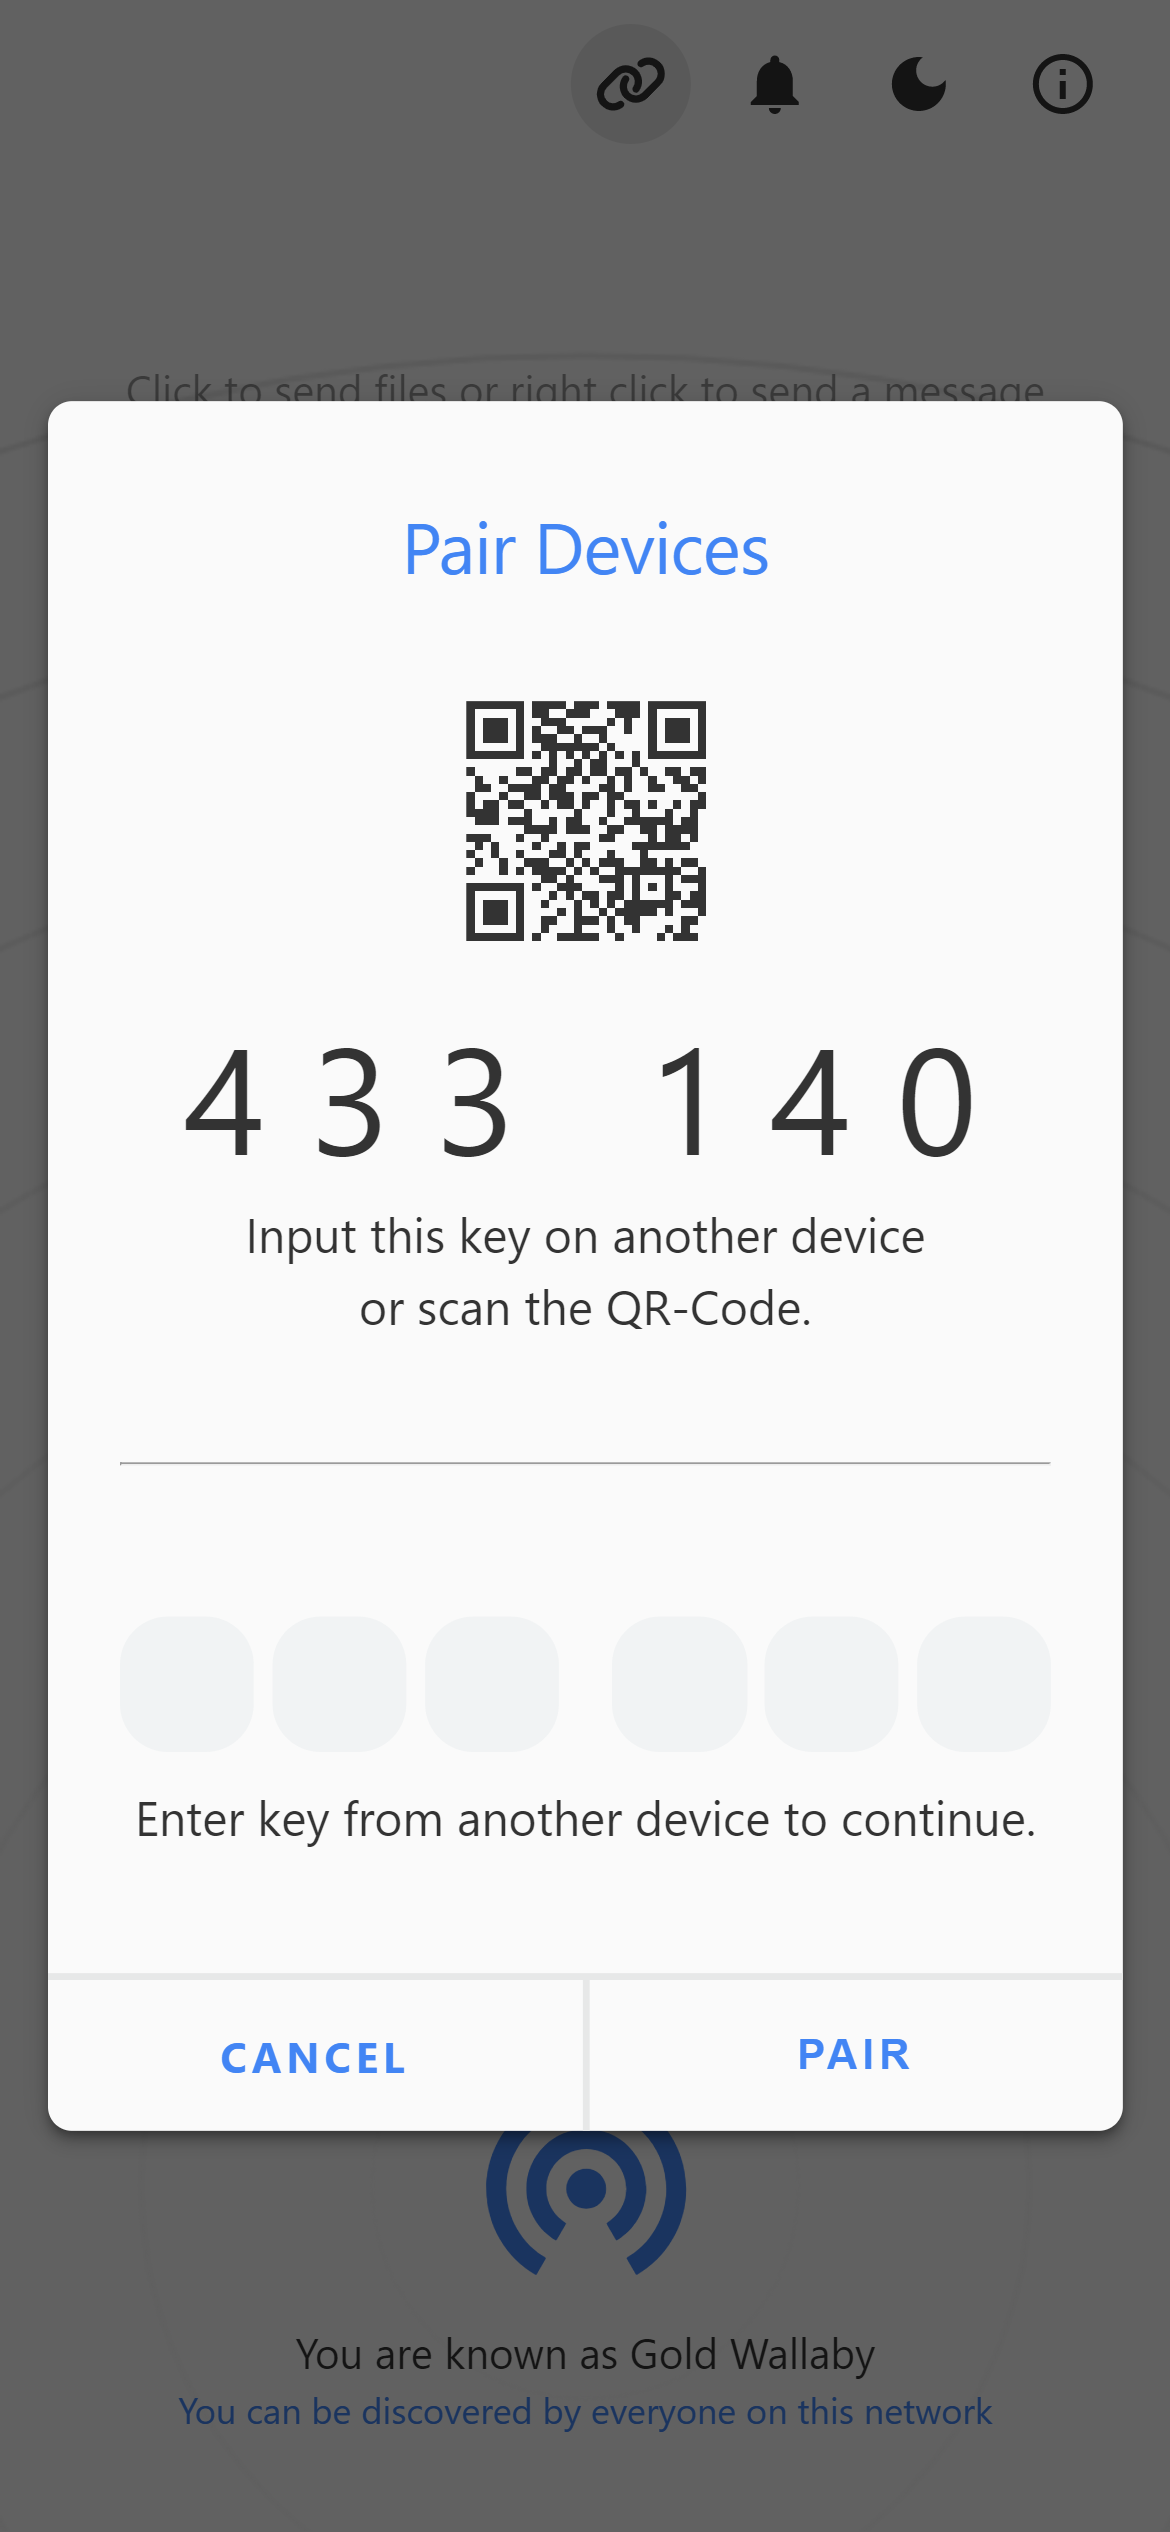 Click to send files or right click to send a message
Pair Devices
433 140
Input this key on another device
or scan the QR-Code.
Enter key from another device to continue.
CANCEL
PAIR
You are known as Gold Wallaby
You can be discovered by everyone on this network